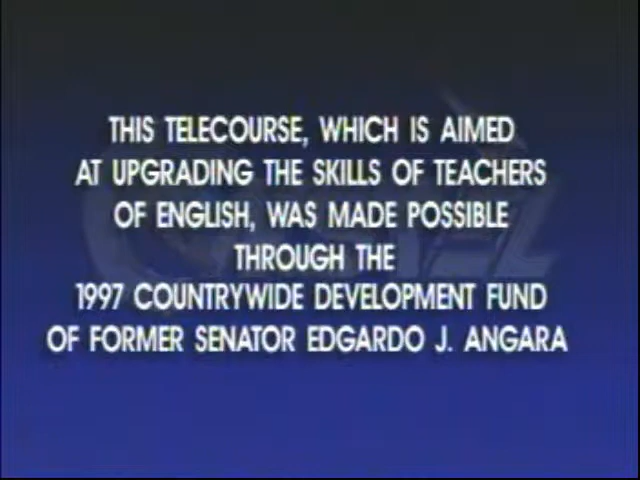 THIS TELECOURSE, WHICH IS AIMED
AT UPGRADING THE SKILLS OF TEACHERS
OF ENGLISH, WAS MADE POSSIBLE
THROUGH THE
1997 COUNTRYWIDE DEVELOPMENT FUND
OF FORMER SENATOR EDGARDO J. ANGARA